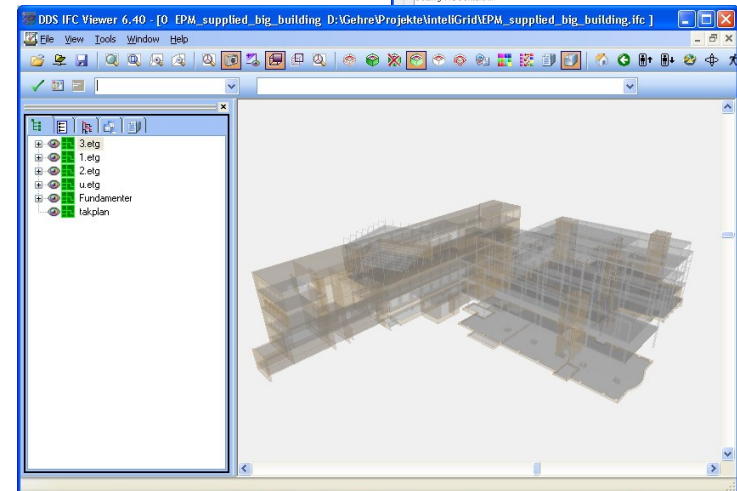 DDS IFC Viewer 6.40 - [0 EPM_supplied_big_building D:\Gehre\Projekte\inteliGrid\EPM_supplied_big_building.ifc ]
File View Tools Window Help
3.etg
1.etg
2.etg
u.etg
Fundamenter
takplan